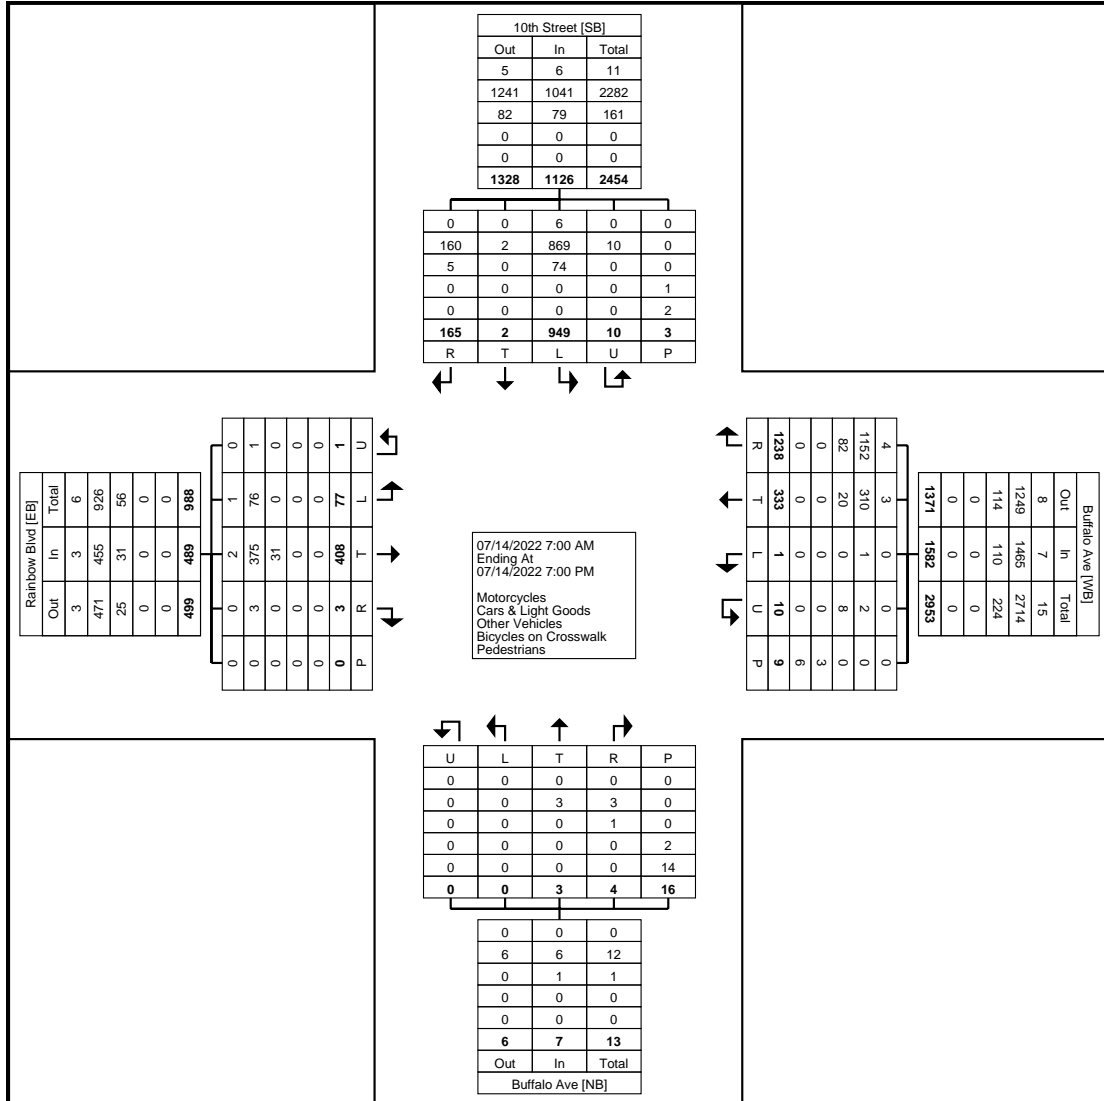 10th Street [SB]
Out In Total
5 6 11
1241 1041 2282
82 79 161
0 0 0
0 0 0
1328 1126 2454
0 0 6 0 0
160 2 869 10 0
5 0 74 0 0
0 0 0 0 1
0 0 0 0 2
165 2 949 10 3
R T L U P
Rainbow Blvd [EB]
Total 6 926 56 0 0 988
In 3 455 31 0 0 489
Out 3 471 25 0 0 499
0 1 0 0 0 1 U
1 76 0 0 0 77 L
2 375 31 0 0 408 T
0 3 0 0 0 3 R
0 0 0 0 0 0 P
07/14/2022 7:00 AM
Ending At
07/14/2022 7:00 PM
Motorcycles
Cars & Light Goods
Other Vehicles
Bicycles on Crosswalk
Pedestrians
R 1238 0 0 82 1152 4
T 333 0 0 20 310 3
L 1 0 0 0 1 0
U 10 0 0 8 2 0
P 9 6 3 0 0 0
1371 0 0 114 1249 8 Out
1582 0 0 110 1465 7 In
2953 0 0 224 2714 15 Total
Buffalo Ave [WB]
U L T R P
0 0 0 0 0
0 0 3 3 0
0 0 0 1 0
0 0 0 0 2
0 0 0 0 14
0 0 3 4 16
0 0 0
6 6 12
0 1 1
0 0 0
0 0 0
6 7 13
Out In Total
Buffalo Ave [NB]